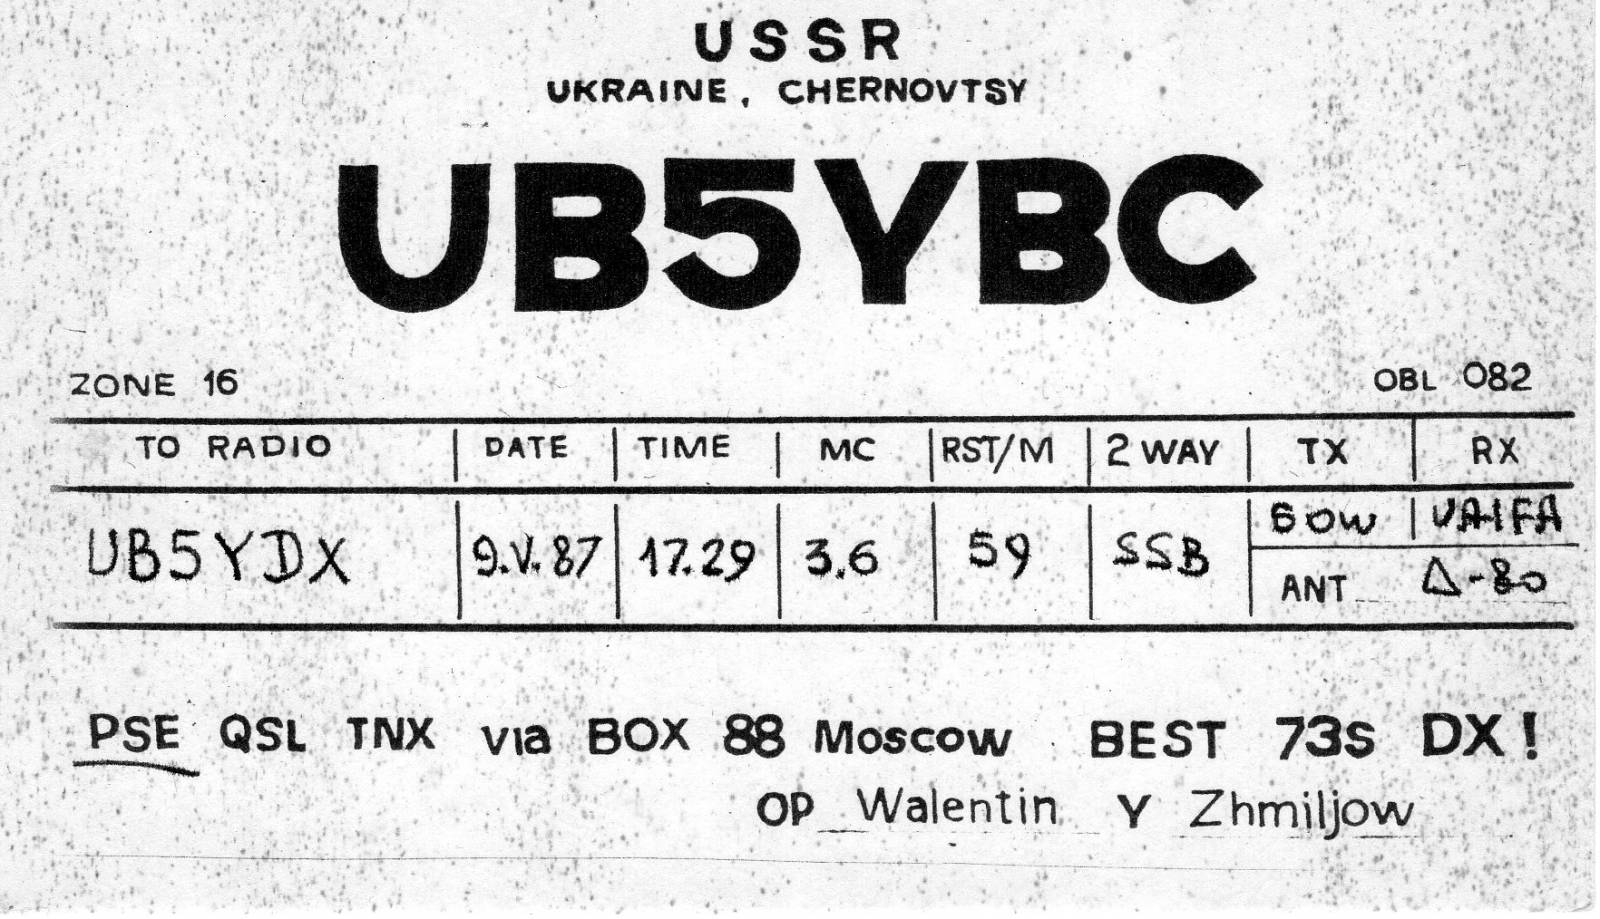 USSR
UKRAINE, CHERNOVTSY
UB5YBC
ZONE 16 OBL 082
TO RADIO DATE TIME MC RST/M 2 WAY TX RX
UB5YDX 9.V.87 17.29 3.6 59 SSB 60W UA1FA
ANT Δ-80
PSE QSL TNX via BOX 88 Moscow BEST 73s DX!
OP Walentin Y Zhmiljow